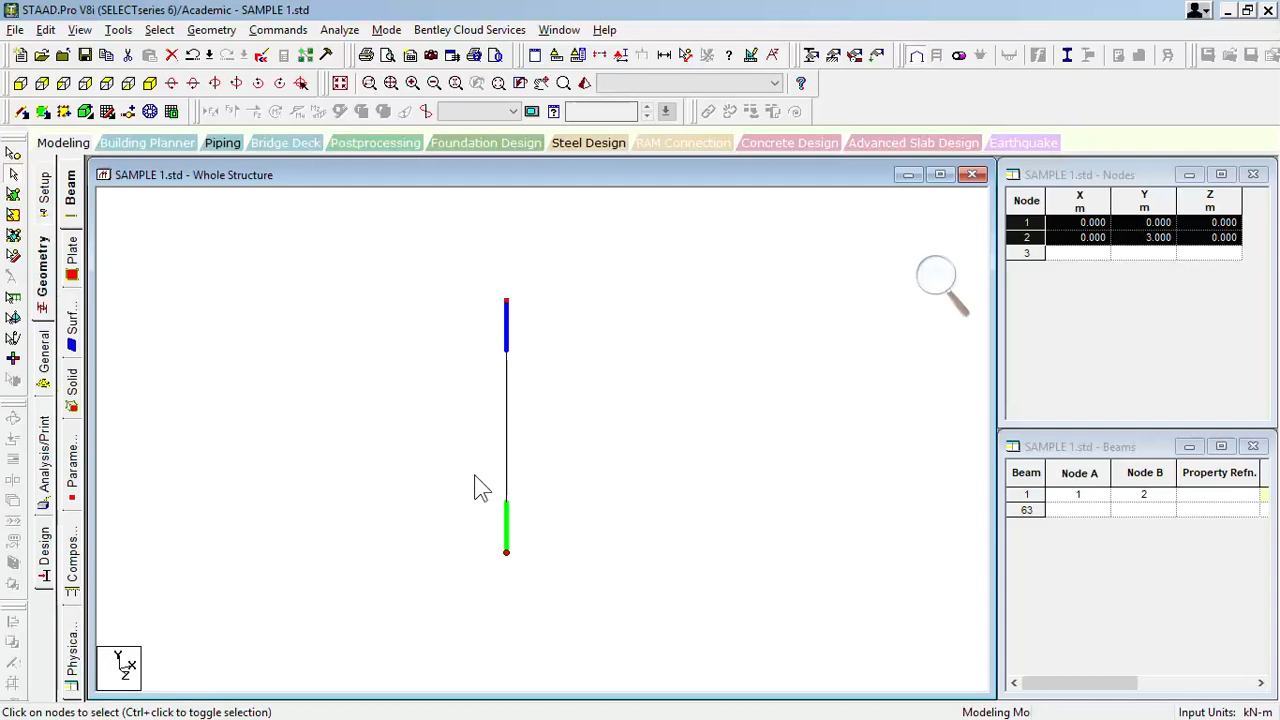 STAAD.Pro V8i (SELECTseries 6)/Academic - SAMPLE 1.std
File Edit View Tools Select Geometry Commands Analyze Mode Bentley Cloud Services Window Help
Modeling Building Planner Piping Bridge Deck Postprocessing Foundation Design Steel Design RAM Connection Concrete Design Advanced Slab Design Earthquake
Setup
Geometry
General
Analysis/Print
Design
Beam
Plate
Surf...
Solid
Parame...
Compos...
Physica...
SAMPLE 1.std - Whole Structure
Y
X
Z
SAMPLE 1.std - Nodes
Node X m Y m Z m
1 0.000 0.000 0.000
2 0.000 3.000 0.000
3
SAMPLE 1.std - Beams
Beam Node A Node B Property Refn.
1 1 2
63
Click on nodes to select (Ctrl+click to toggle selection) Modeling Mo Input Units: kN-m